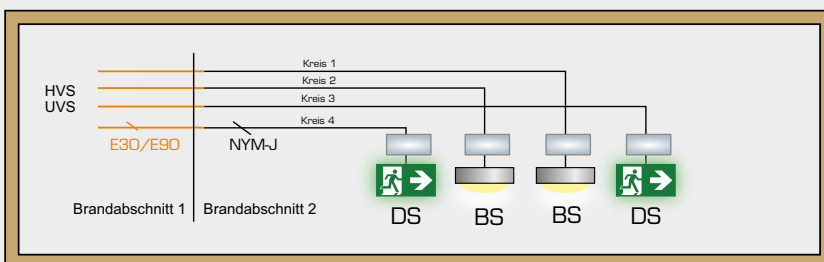 Kreis 1
Kreis 2
HVS
UVS
Kreis 3
Kreis 4
E30/E90
NYM-J
Brandabschnitt 1
Brandabschnitt 2
DS
BS
BS
DS